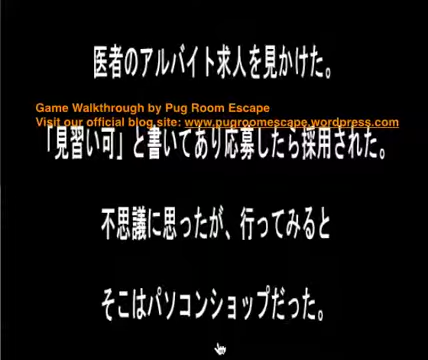 医者のアルバイト求人を見かけた。
Game Walkthrough by Pug Room Escape
Visit our official blog site: www.pugroomescape.wordpress.com
「見習い可」と書いてあり応募したら採用された。
不思議に思ったが、行ってみると
そこはパソコンショップだった。